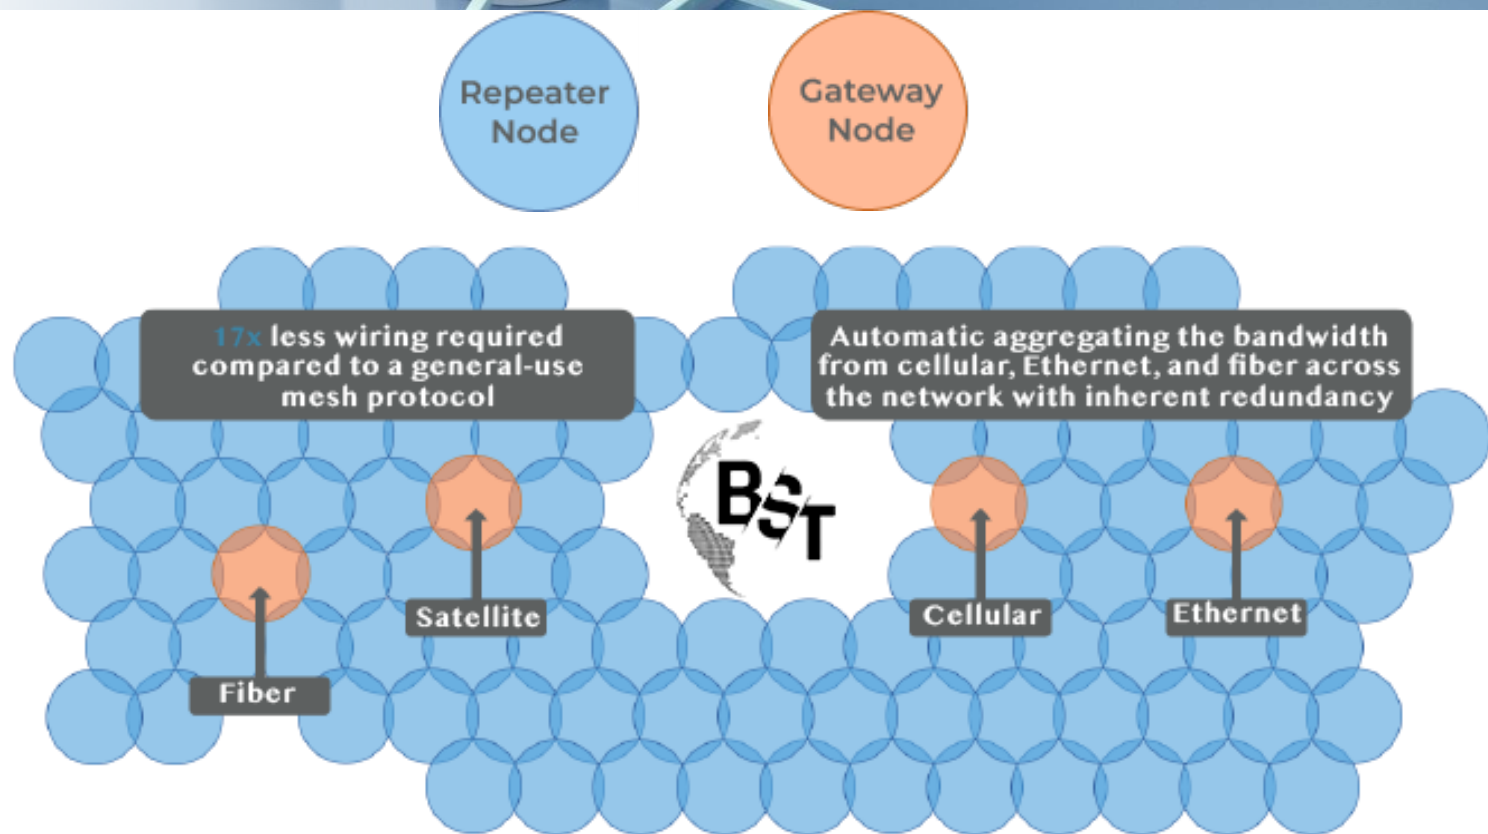 Repeater
Node
Gateway
Node
17x less wiring required
compared to a general-use
mesh protocol
Automatic aggregating the bandwidth
from cellular, Ethernet, and fiber across
the network with inherent redundancy
BST
Satellite
Cellular
Ethernet
Fiber